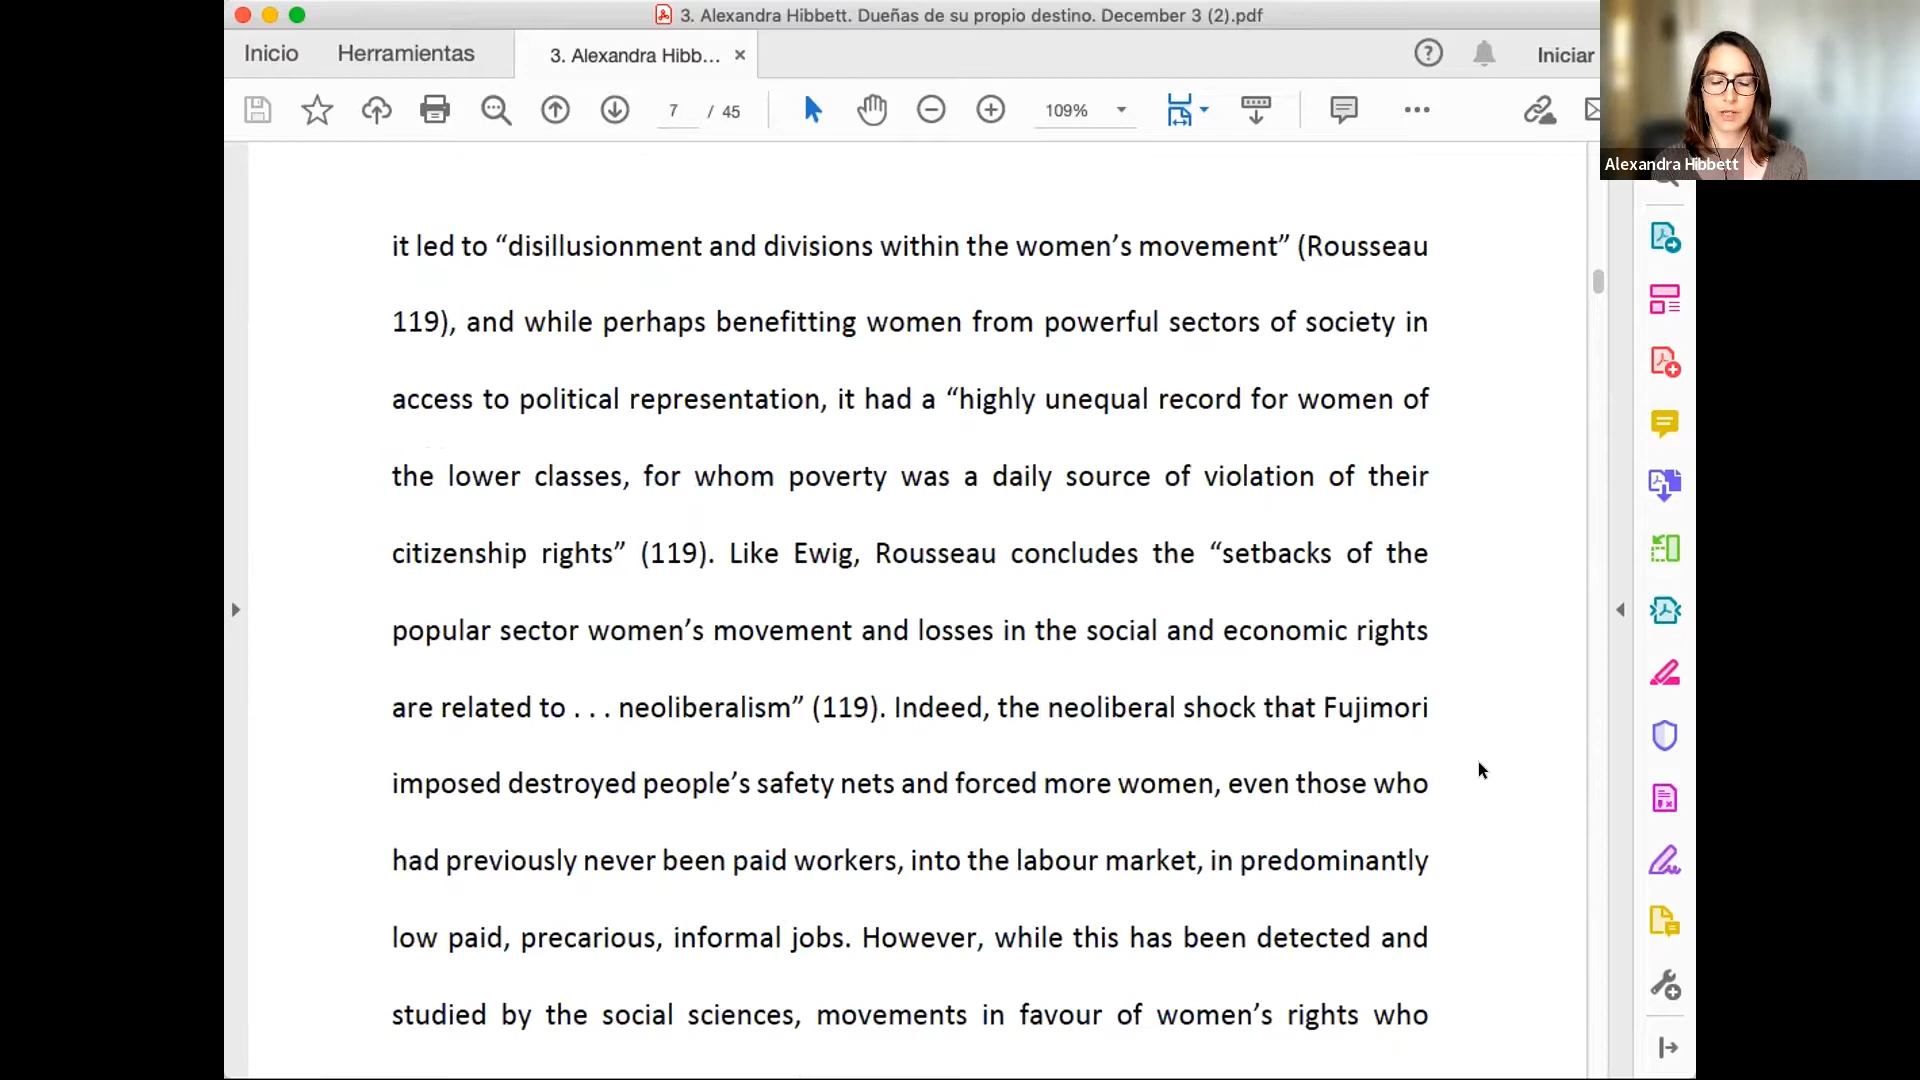 3. Alexandra Hibbett. Dueñas de su propio destino. December 3 (2).pdf
Inicio
Herramientas
3. Alexandra Hibb...
Iniciar
7 / 45
109%
Alexandra Hibbett
it led to “disillusionment and divisions within the women’s movement” (Rousseau
119), and while perhaps benefitting women from powerful sectors of society in
access to political representation, it had a “highly unequal record for women of
the lower classes, for whom poverty was a daily source of violation of their
citizenship rights” (119). Like Ewig, Rousseau concludes the “setbacks of the
popular sector women’s movement and losses in the social and economic rights
are related to . . . neoliberalism” (119). Indeed, the neoliberal shock that Fujimori
imposed destroyed people’s safety nets and forced more women, even those who
had previously never been paid workers, into the labour market, in predominantly
low paid, precarious, informal jobs. However, while this has been detected and
studied by the social sciences, movements in favour of women’s rights who